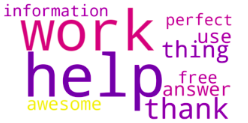 information
work
perfect
use
thing
help
free
answer
awesome
thank